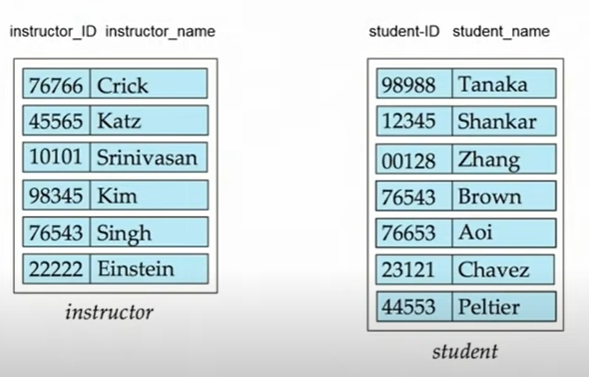 instructor_ID instructor_name
76766 Crick
45565 Katz
10101 Srinivasan
98345 Kim
76543 Singh
22222 Einstein
instructor
student-ID student_name
98988 Tanaka
12345 Shankar
00128 Zhang
76543 Brown
76653 Aoi
23121 Chavez
44553 Peltier
student